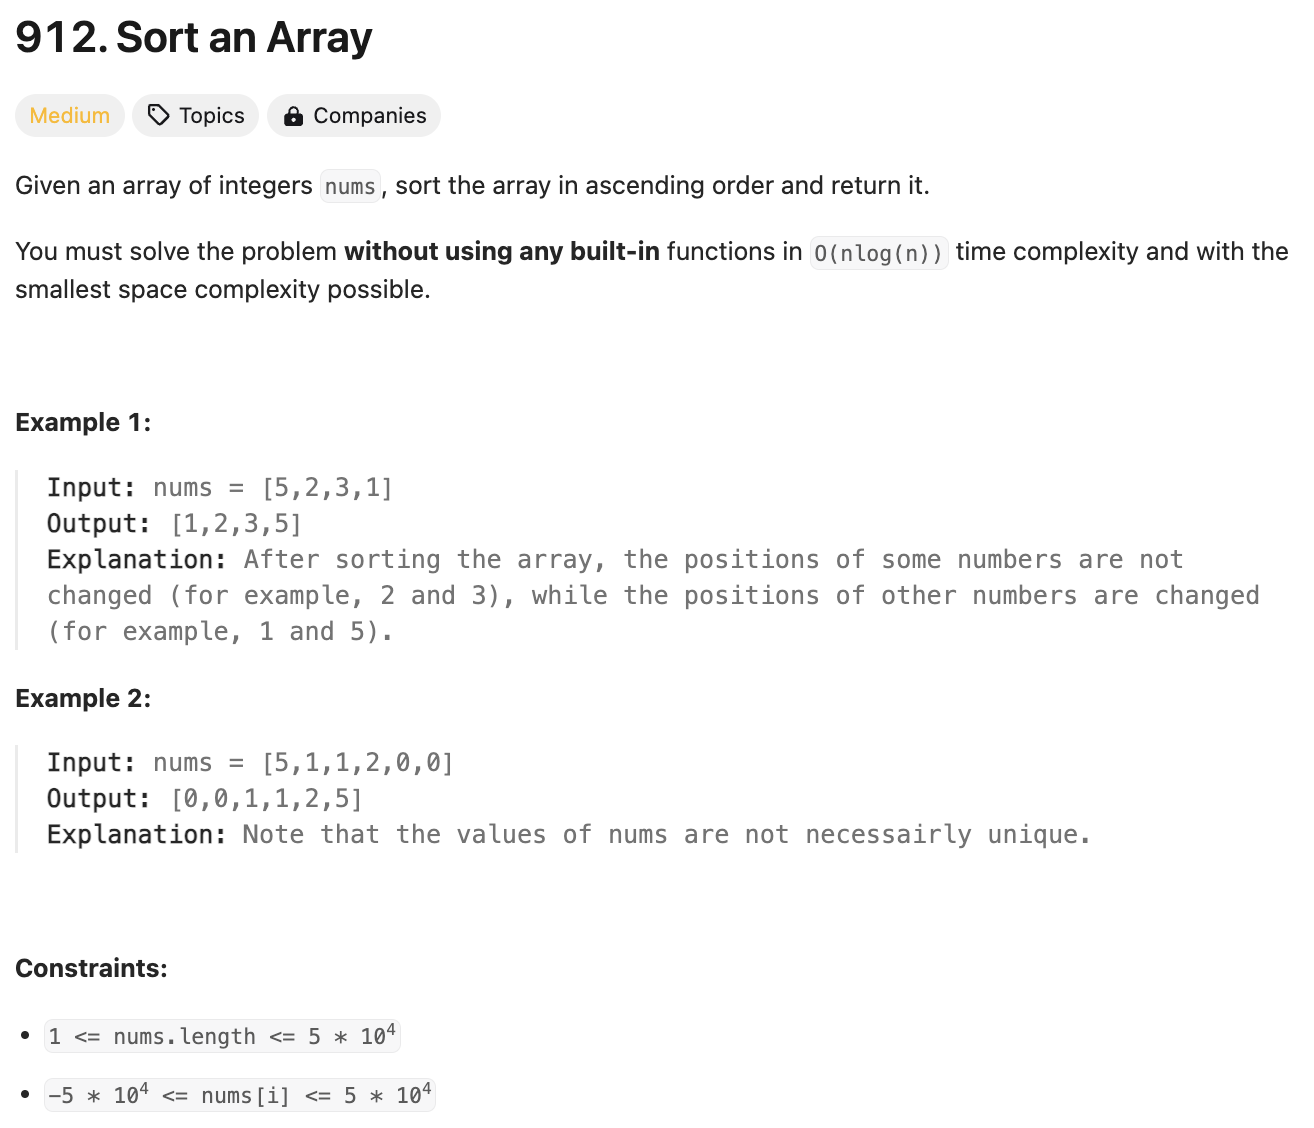 912. Sort an Array
Medium Topics Companies
Given an array of integers nums, sort the array in ascending order and return it.
You must solve the problem without using any built-in functions in O(nlog(n)) time complexity and with the
smallest space complexity possible.
Example 1:
Input: nums = [5,2,3,1]
Output: [1,2,3,5]
Explanation: After sorting the array, the positions of some numbers are not
changed (for example, 2 and 3), while the positions of other numbers are changed
(for example, 1 and 5).
Example 2:
Input: nums = [5,1,1,2,0,0]
Output: [0,0,1,1,2,5]
Explanation: Note that the values of nums are not necessairly unique.
Constraints:
• 1 <= nums.length <= 5 * 10⁴
• −5 * 10⁴ <= nums[i] <= 5 * 10⁴